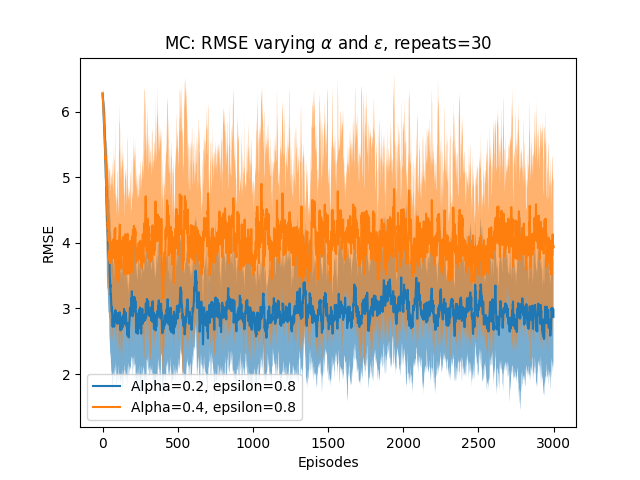 MC: RMSE varying α and ε, repeats=30
RMSE
6
5
4
3
2
Alpha=0.2, epsilon=0.8
Alpha=0.4, epsilon=0.8
0 500 1000 1500 2000 2500 3000
Episodes